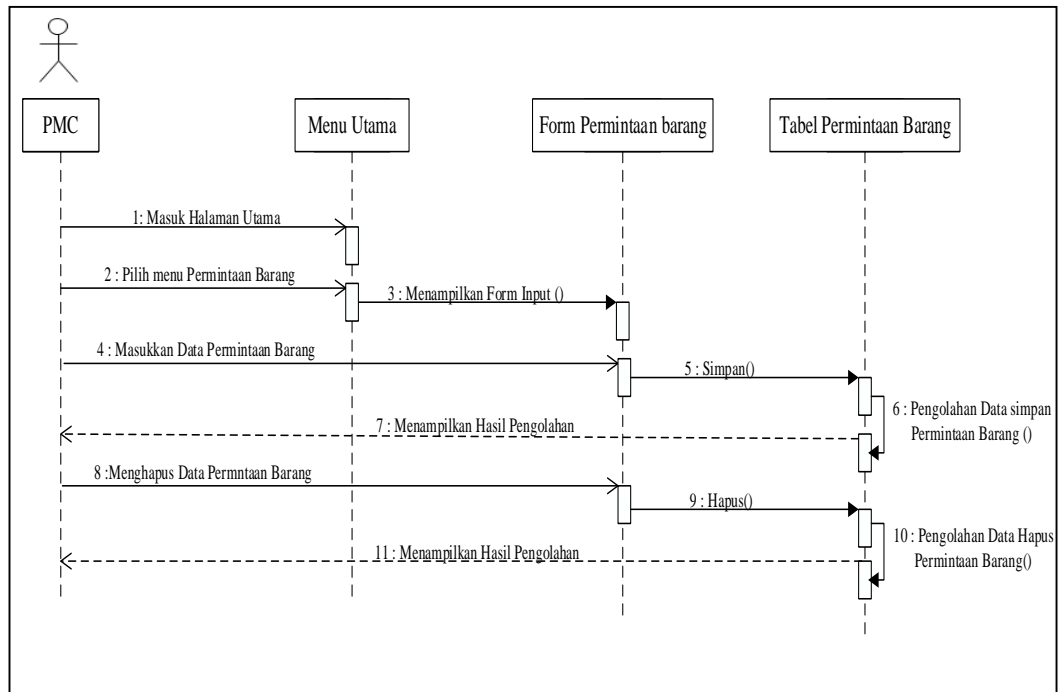 PMC
Menu Utama
Form Permintaan barang
Tabel Permintaan Barang
1: Masuk Halaman Utama
2 : Pilih menu Permintaan Barang
3 : Menampilkan Form Input ()
4 : Masukkan Data Permintaan Barang
5 : Simpan()
6 : Pengolahan Data simpan
Permintaan Barang ()
7 : Menampilkan Hasil Pengolahan
8 :Menghapus Data Permntaan Barang
9 : Hapus()
10 : Pengolahan Data Hapus
Permintaan Barang()
11 : Menampilkan Hasil Pengolahan